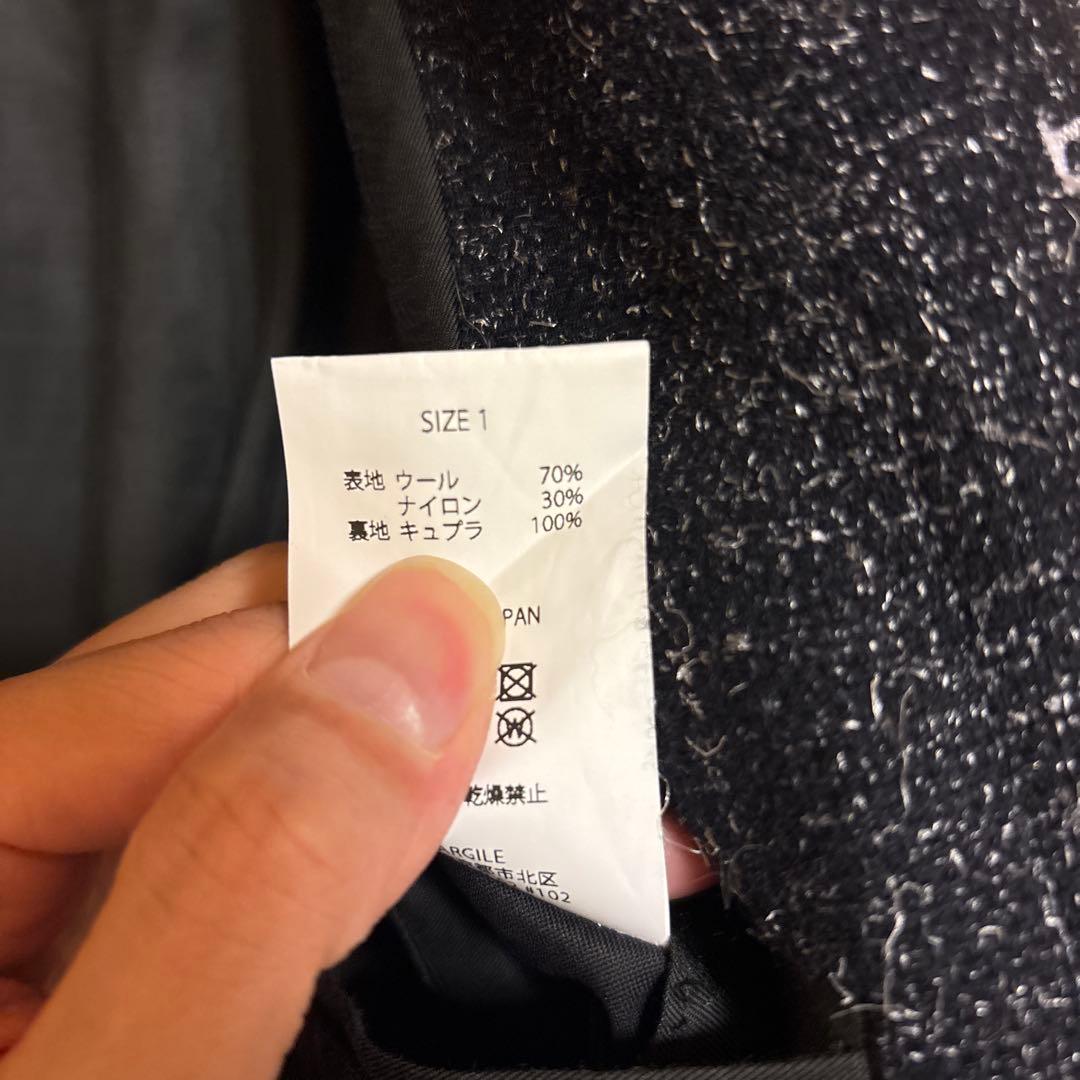 SIZE 1
表地 ウール 70%
ナイロン 30%
裏地 キュプラ 100%
PAN
W
乾燥禁止
ARGILE
都市北区
#102